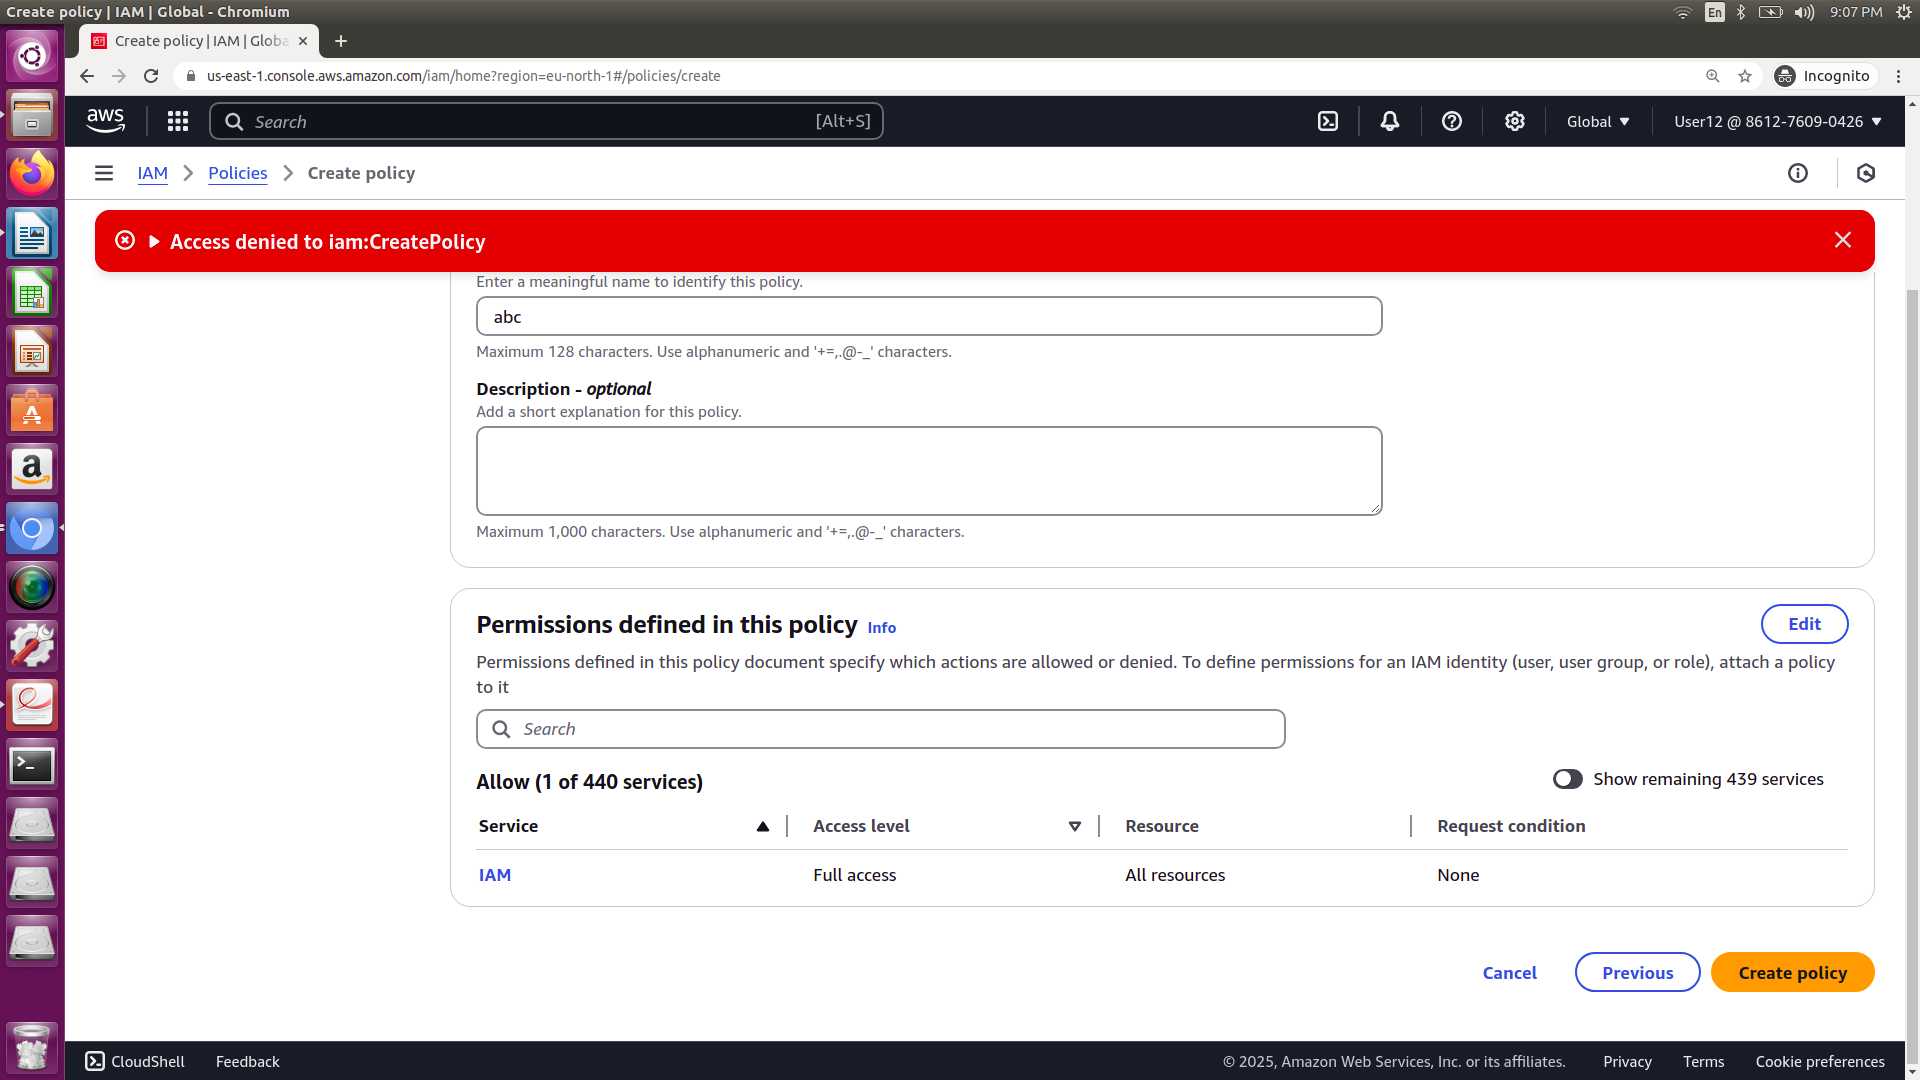 Create policy | IAM | Global - Chromium
En
9:07 PM
Create policy | IAM | Globa
us-east-1.console.aws.amazon.com/iam/home?region=eu-north-1#/policies/create
Incognito
aws
Search
[Alt+S]
Global
User12 @ 8612-7609-0426
IAM
Policies
Create policy
Access denied to iam:CreatePolicy
Enter a meaningful name to identify this policy.
abc
Maximum 128 characters. Use alphanumeric and '+=,.@-_' characters.
Description - optional
Add a short explanation for this policy.
Maximum 1,000 characters. Use alphanumeric and '+=,.@-_' characters.
Permissions defined in this policy Info
Edit
Permissions defined in this policy document specify which actions are allowed or denied. To define permissions for an IAM identity (user, user group, or role), attach a policy
to it
Search
Allow (1 of 440 services)
Show remaining 439 services
Service
Access level
Resource
Request condition
IAM
Full access
All resources
None
Cancel
Previous
Create policy
CloudShell
Feedback
© 2025, Amazon Web Services, Inc. or its affiliates.
Privacy
Terms
Cookie preferences